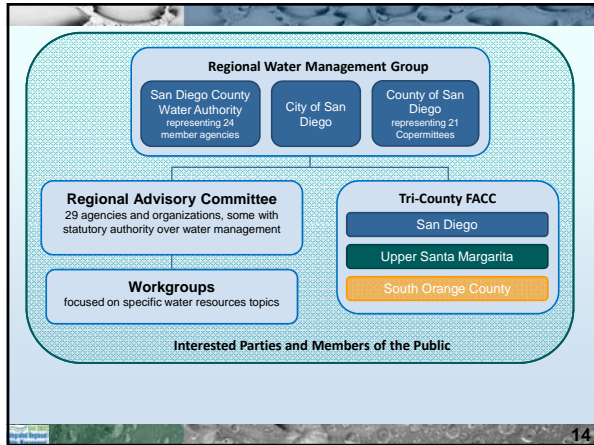 Regional Water Management Group
San Diego County
Water Authority
representing 24
member agencies
City of San
Diego
County of San
Diego
representing 21
Copermittees
Regional Advisory Committee
29 agencies and organizations, some with
statutory authority over water management
Workgroups
focused on specific water resources topics
Tri-County FACC
San Diego
Upper Santa Margarita
South Orange County
Interested Parties and Members of the Public
14